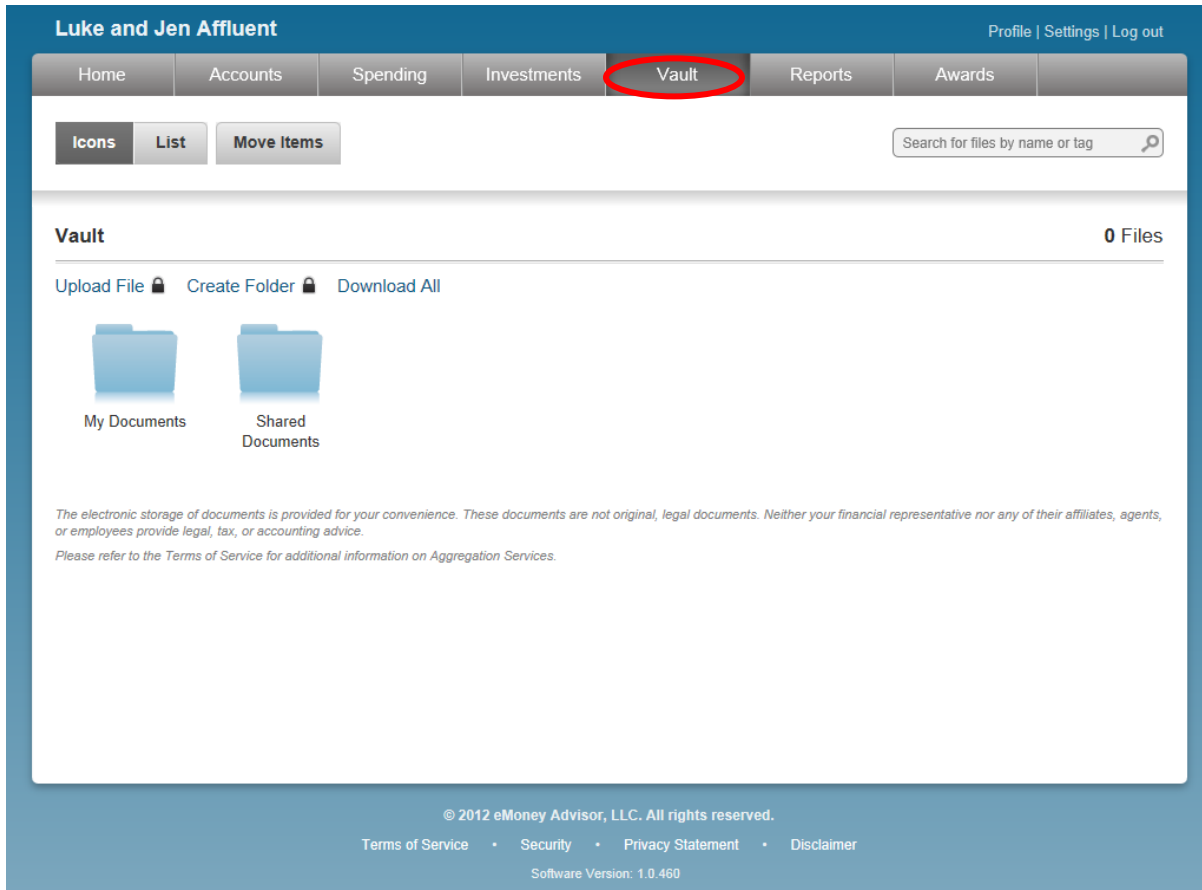 Luke and Jen Affluent
Profile | Settings | Log out
Home Accounts Spending Investments Vault Reports Awards
Icons List Move Items
Search for files by name or tag
Vault
0 Files
Upload File Create Folder Download All
My Documents
Shared
Documents
The electronic storage of documents is provided for your convenience. These documents are not original, legal documents. Neither your financial representative nor any of their affiliates, agents,
or employees provide legal, tax, or accounting advice.
Please refer to the Terms of Service for additional information on Aggregation Services.
© 2012 eMoney Advisor, LLC. All rights reserved.
Terms of Service • Security • Privacy Statement • Disclaimer
Software Version: 1.0.460